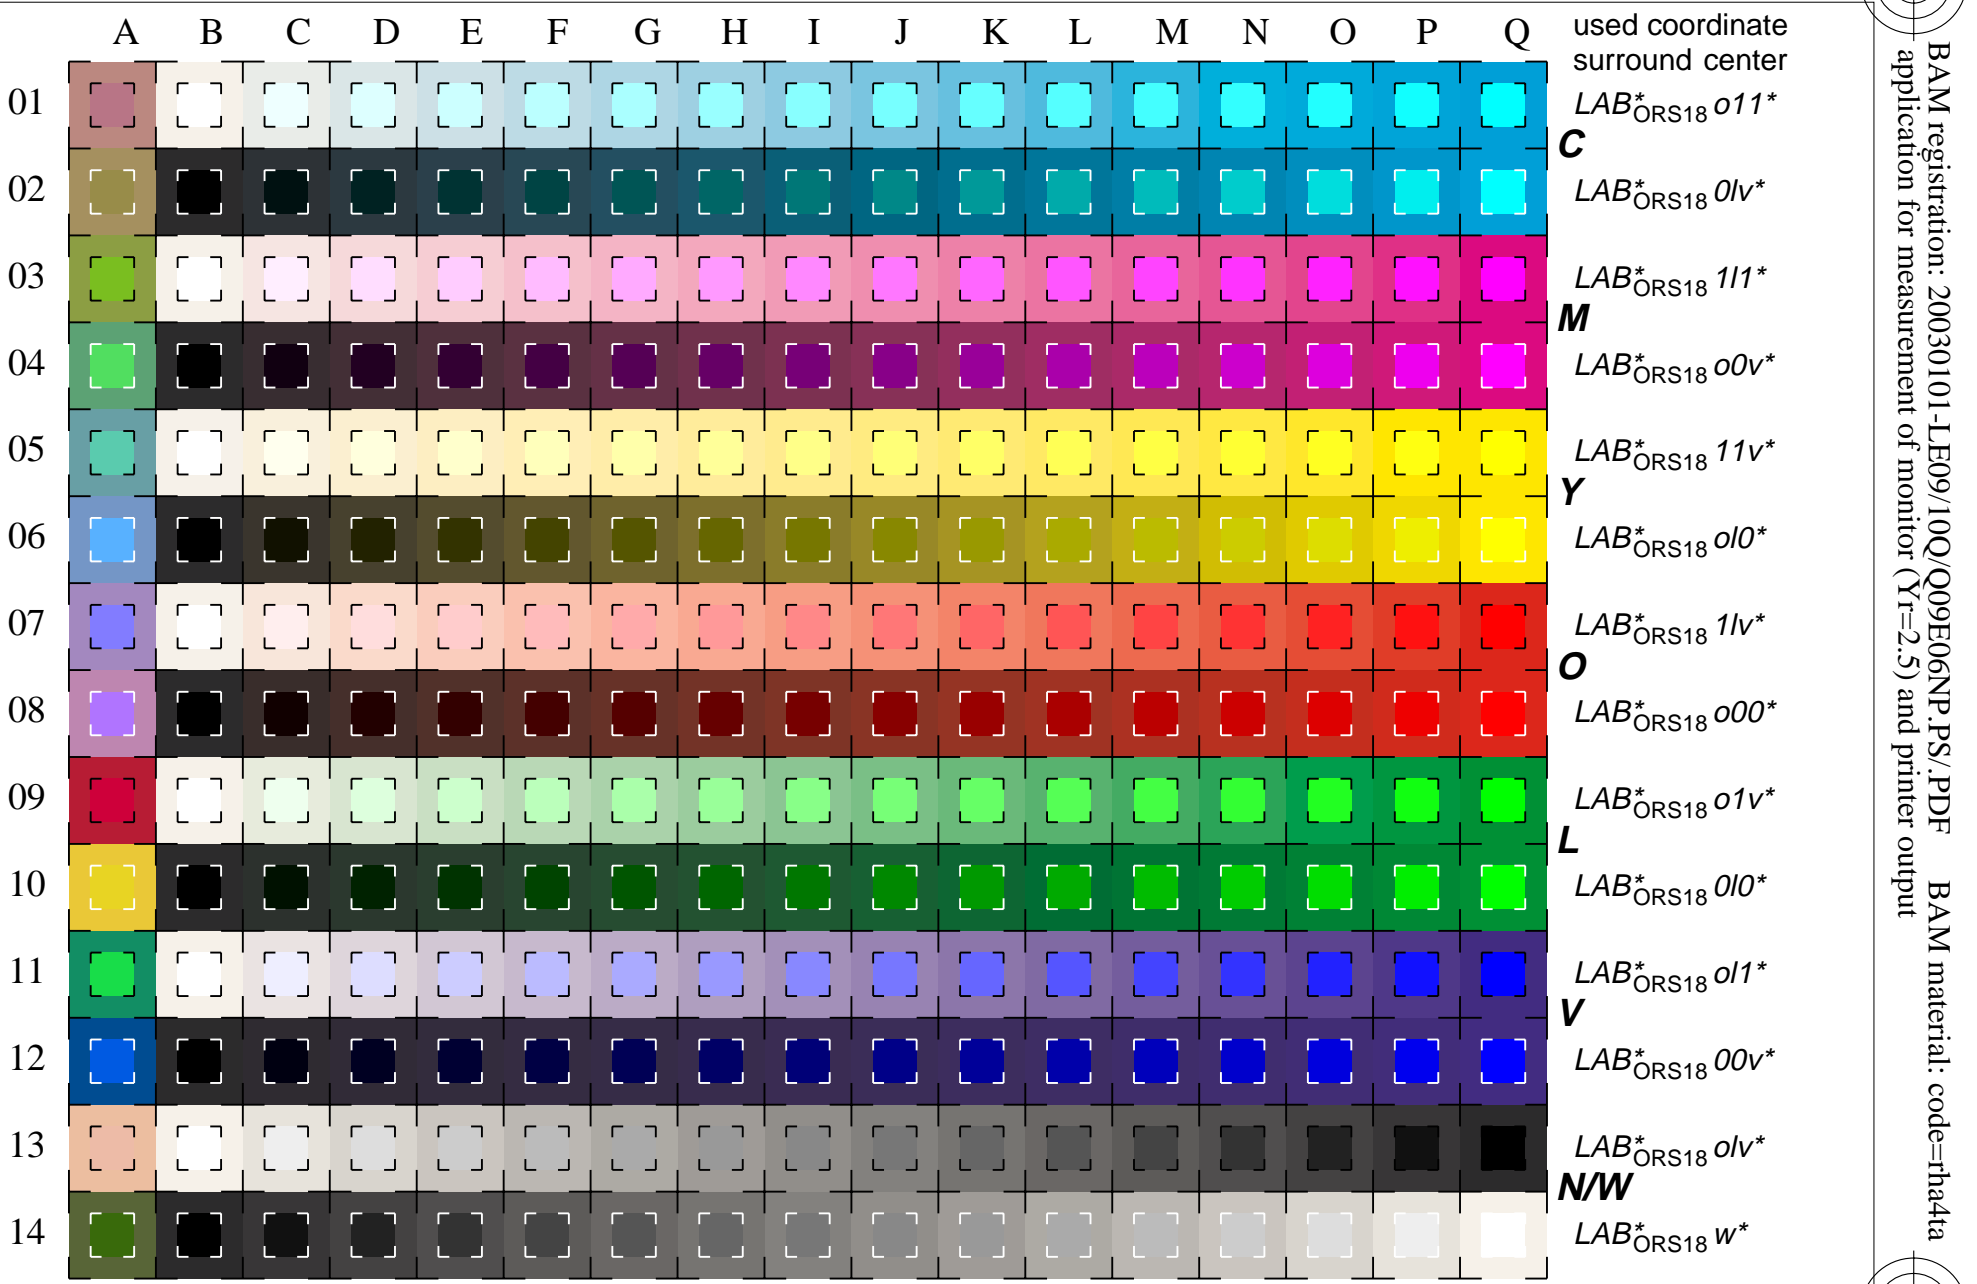 A B C D E F G H I J K L M N O P Q
used coordinate
surround center
01 LAB*ORS18 o11*
C
02 LAB*ORS18 0lv*
03 LAB*ORS18 1l1*
M
04 LAB*ORS18 o0v*
05 LAB*ORS18 11v*
Y
06 LAB*ORS18 ol0*
07 LAB*ORS18 1lv*
O
08 LAB*ORS18 o00*
09 LAB*ORS18 o1v*
L
10 LAB*ORS18 0l0*
11 LAB*ORS18 ol1*
V
12 LAB*ORS18 00v*
13 LAB*ORS18 olv*
N/W
14 LAB*ORS18 w*
BAM registration: 20030101-LE09/10Q/Q09E06NP.PS/.PDF BAM material: code=rha4ta
application for measurement of monitor (Yr=2.5) and printer output